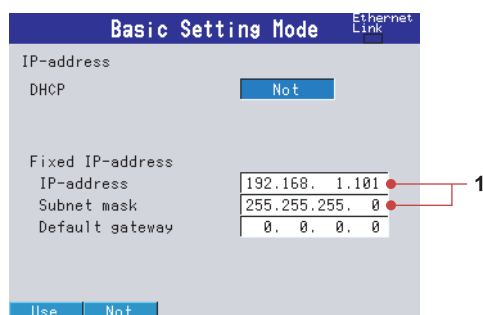 Basic Setting Mode Ethernet Link
IP-address
DHCP Not
Fixed IP-address
IP-address 192.168. 1.101
1
Subnet mask 255.255.255. 0
Default gateway 0. 0. 0. 0
Use Not